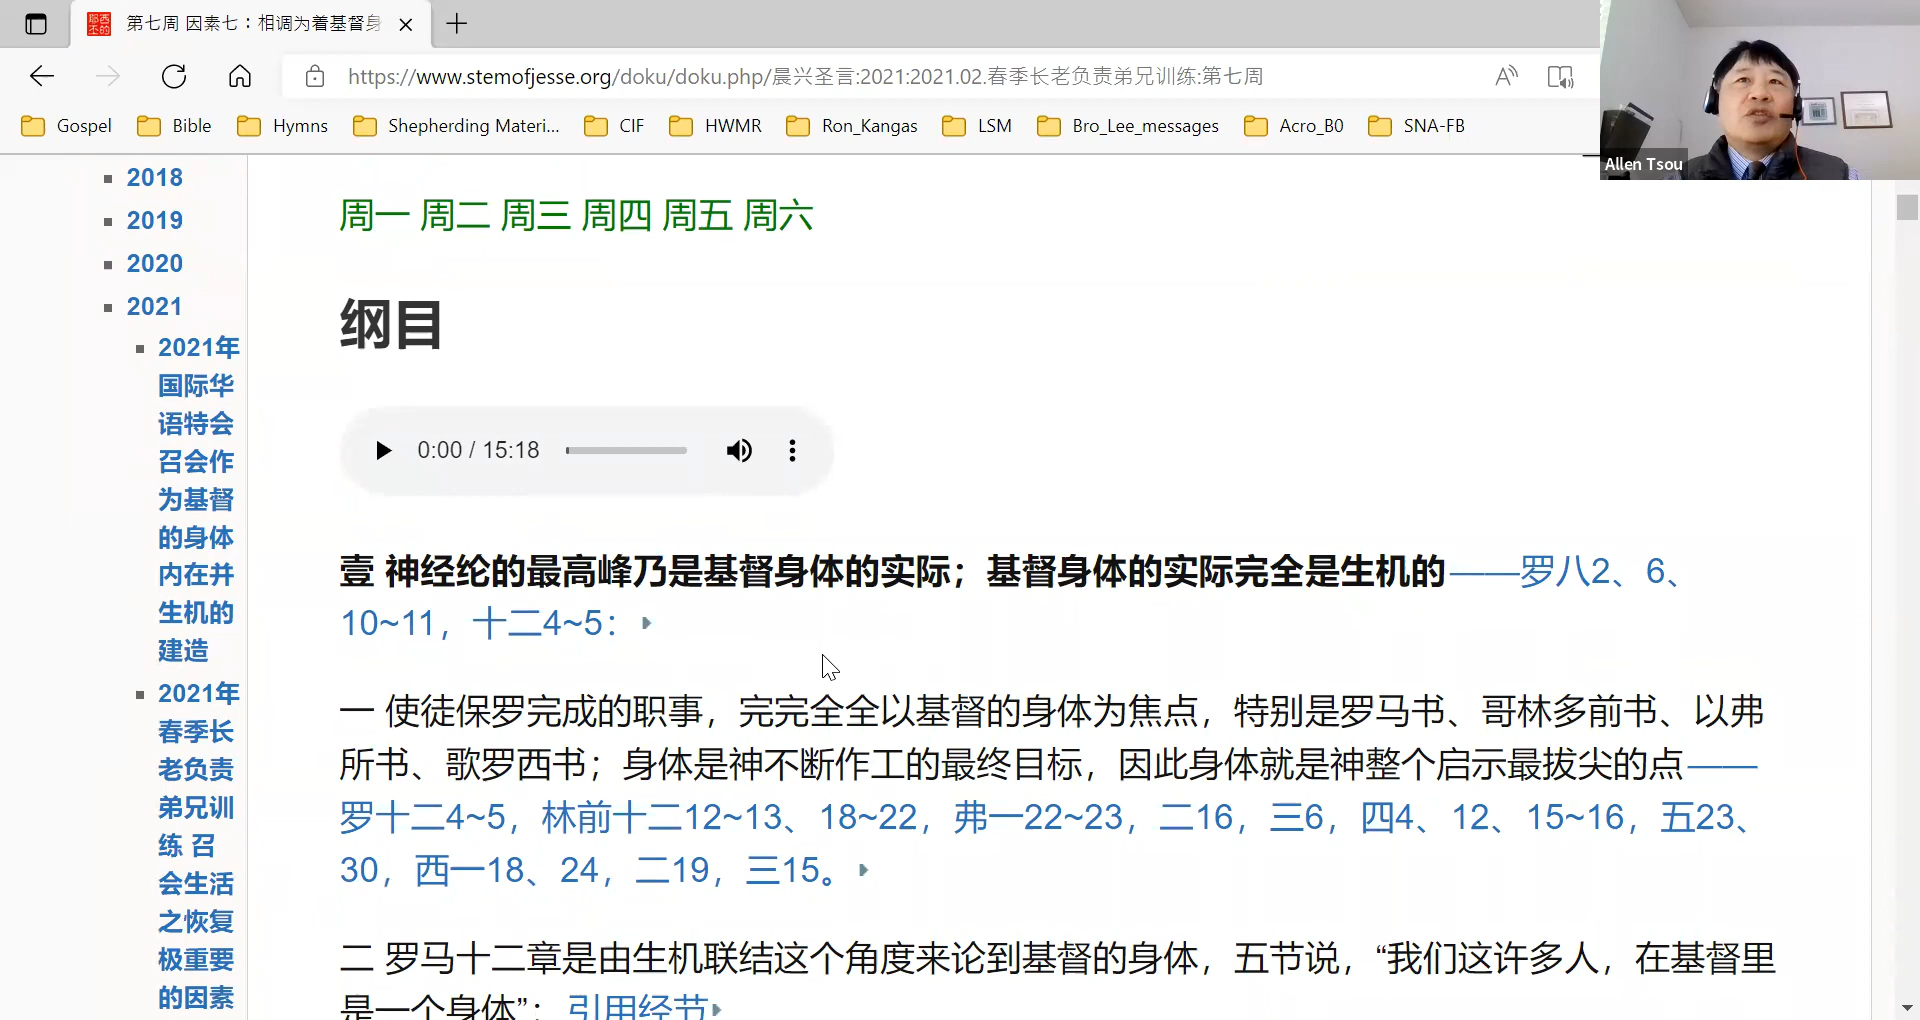 第七周 因素七：相调为着基督身
https://www.stemofjesse.org/doku/doku.php/晨兴圣言:2021:2021.02.春季长老负责弟兄训练:第七周
Gospel Bible Hymns Shepherding Materi... CIF HWMR Ron_Kangas LSM Bro_Lee_messages Acro_B0 SNA-FB
Allen Tsou
2018
2019
2020
2021
2021年
国际华
语特会
召会作
为基督
的身体
内在并
生机的
建造
2021年
春季长
老负责
弟兄训
练 召
会生活
之恢复
极重要
的因素
周一 周二 周三 周四 周五 周六
纲目
0:00 / 15:18
壹 神经纶的最高峰乃是基督身体的实际；基督身体的实际完全是生机的——罗八2、6、
10~11，十二4~5：
一 使徒保罗完成的职事，完完全全以基督的身体为焦点，特别是罗马书、哥林多前书、以弗
所书、歌罗西书；身体是神不断作工的最终目标，因此身体就是神整个启示最拔尖的点——
罗十二4~5，林前十二12~13、18~22，弗一22~23，二16，三6，四4、12、15~16，五23、
30，西一18、24，二19，三15。
二 罗马十二章是由生机联结这个角度来论到基督的身体，五节说，“我们这许多人，在基督里
是一个身体”： 引用经节